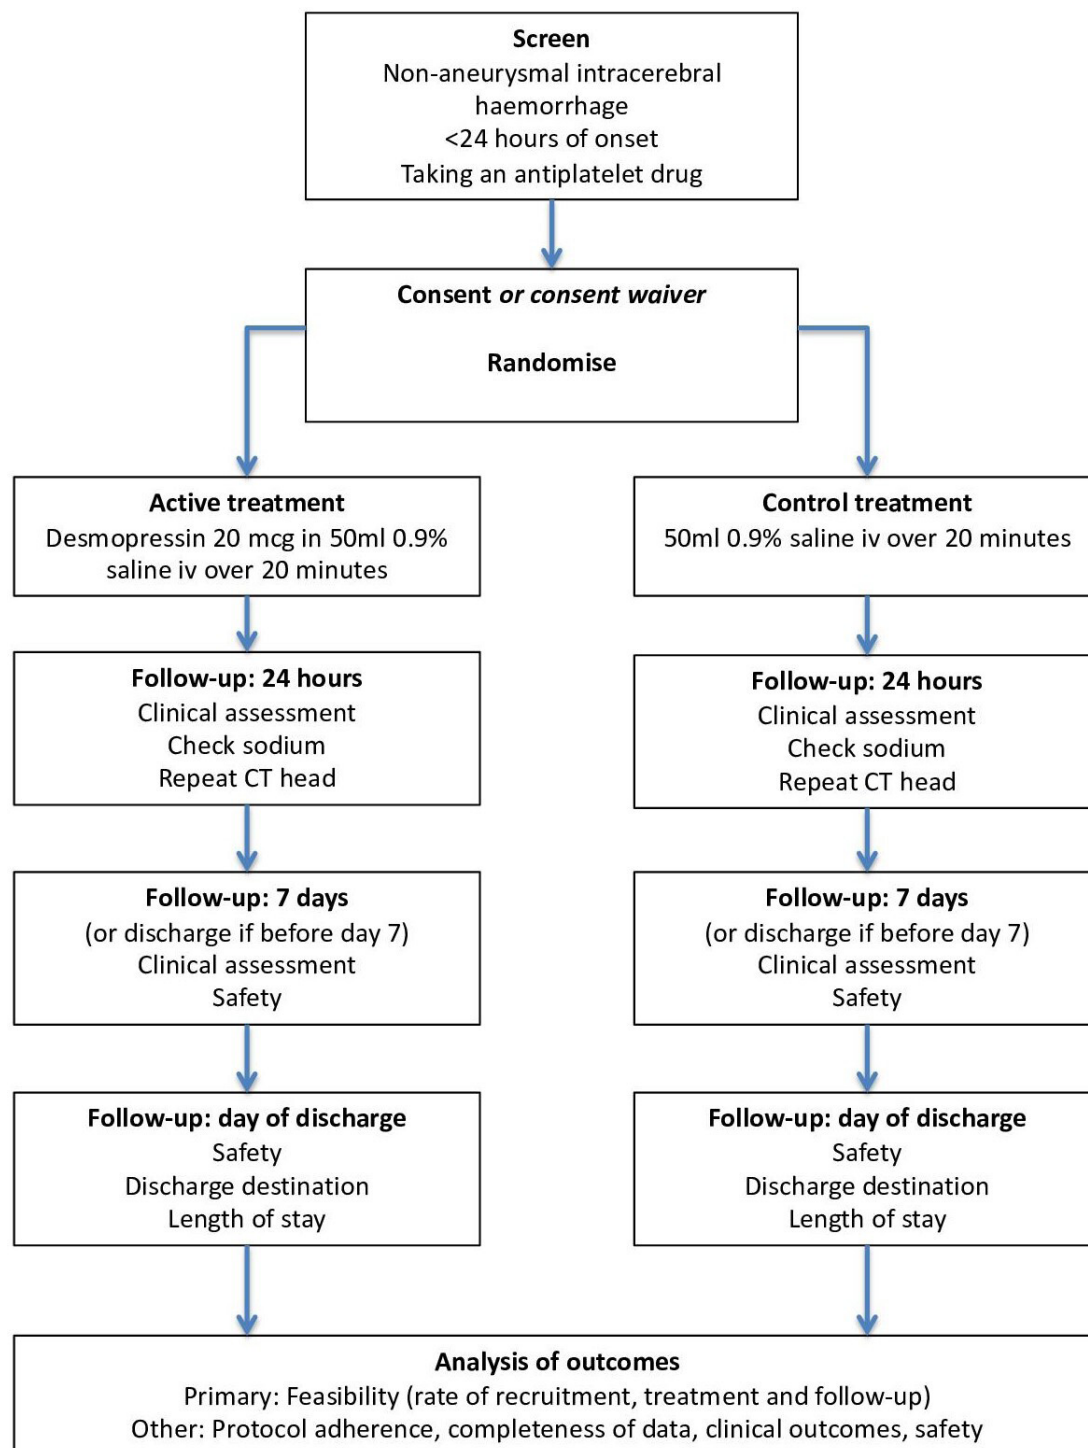 Screen
Non-aneurysmal intracerebral
haemorrhage
<24 hours of onset
Taking an antiplatelet drug
Consent or consent waiver
Randomise
Active treatment
Desmopressin 20 mcg in 50ml 0.9%
saline iv over 20 minutes
Control treatment
50ml 0.9% saline iv over 20 minutes
Follow-up: 24 hours
Clinical assessment
Check sodium
Repeat CT head
Follow-up: 24 hours
Clinical assessment
Check sodium
Repeat CT head
Follow-up: 7 days
(or discharge if before day 7)
Clinical assessment
Safety
Follow-up: 7 days
(or discharge if before day 7)
Clinical assessment
Safety
Follow-up: day of discharge
Safety
Discharge destination
Length of stay
Follow-up: day of discharge
Safety
Discharge destination
Length of stay
Analysis of outcomes
Primary: Feasibility (rate of recruitment, treatment and follow-up)
Other: Protocol adherence, completeness of data, clinical outcomes, safety